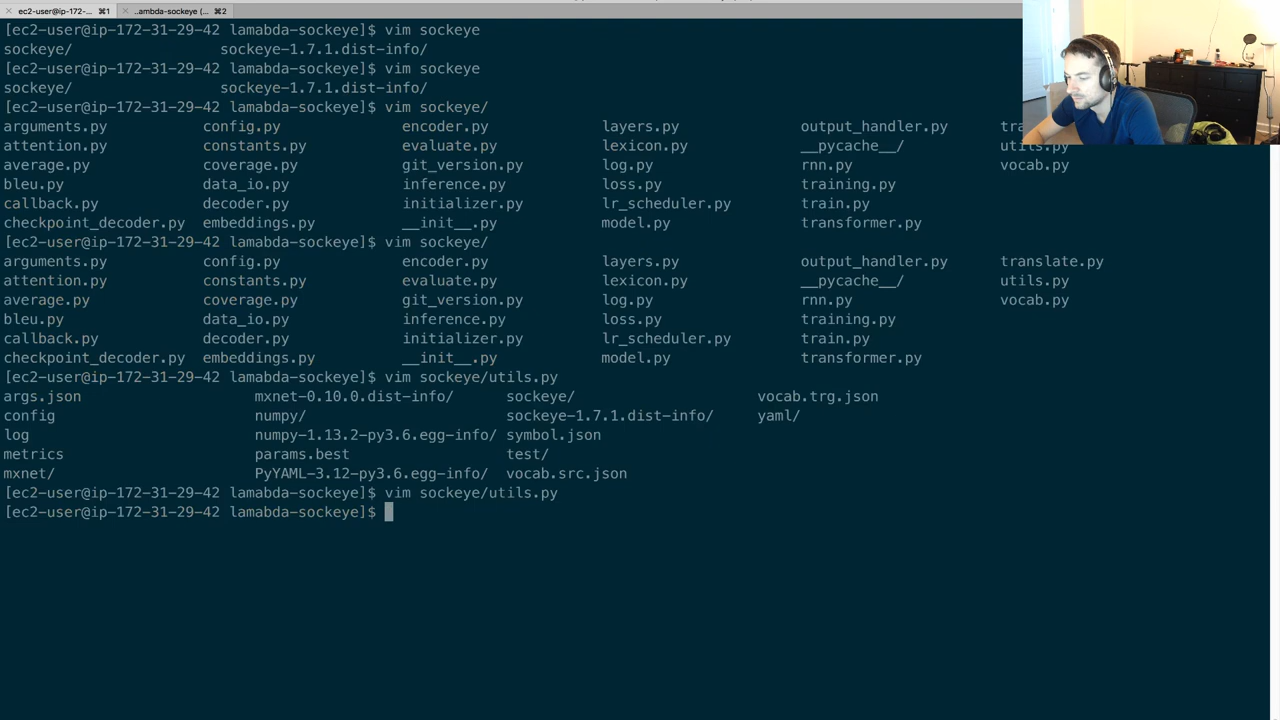 ec2-user@ip-172-... ⌘1 ..ambda-sockeye (... ⌘2
[ec2-user@ip-172-31-29-42 lamabda-sockeye]$ vim sockeye
sockeye/ sockeye-1.7.1.dist-info/
[ec2-user@ip-172-31-29-42 lamabda-sockeye]$ vim sockeye
sockeye/ sockeye-1.7.1.dist-info/
[ec2-user@ip-172-31-29-42 lamabda-sockeye]$ vim sockeye/
arguments.py config.py encoder.py layers.py output_handler.py tra
attention.py constants.py evaluate.py lexicon.py __pycache__/ utils.py
average.py coverage.py git_version.py log.py rnn.py vocab.py
bleu.py data_io.py inference.py loss.py training.py
callback.py decoder.py initializer.py lr_scheduler.py train.py
checkpoint_decoder.py embeddings.py __init__.py model.py transformer.py
[ec2-user@ip-172-31-29-42 lamabda-sockeye]$ vim sockeye/
arguments.py config.py encoder.py layers.py output_handler.py translate.py
attention.py constants.py evaluate.py lexicon.py __pycache__/ utils.py
average.py coverage.py git_version.py log.py rnn.py vocab.py
bleu.py data_io.py inference.py loss.py training.py
callback.py decoder.py initializer.py lr_scheduler.py train.py
checkpoint_decoder.py embeddings.py __init__.py model.py transformer.py
[ec2-user@ip-172-31-29-42 lamabda-sockeye]$ vim sockeye/utils.py
args.json mxnet-0.10.0.dist-info/ sockeye/ vocab.trg.json
config numpy/ sockeye-1.7.1.dist-info/ yaml/
log numpy-1.13.2-py3.6.egg-info/ symbol.json
metrics params.best test/
mxnet/ PyYAML-3.12-py3.6.egg-info/ vocab.src.json
[ec2-user@ip-172-31-29-42 lamabda-sockeye]$ vim sockeye/utils.py
[ec2-user@ip-172-31-29-42 lamabda-sockeye]$